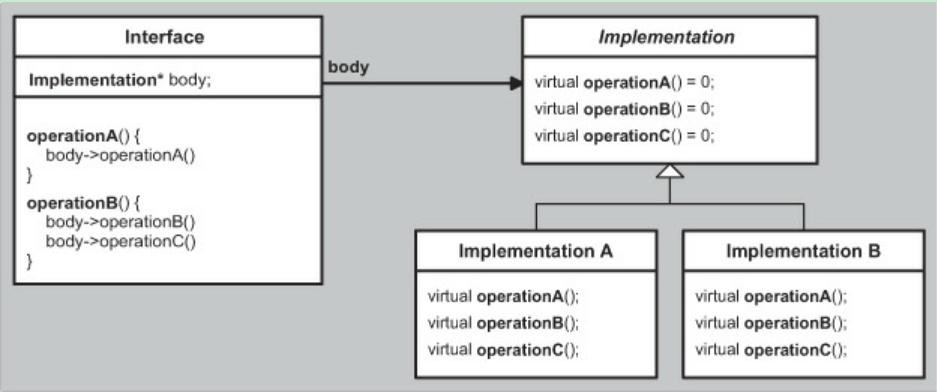 Interface
Implementation* body;
operationA() {
body->operationA()
}
operationB() {
body->operationB()
body->operationC()
}
body
Implementation
virtual operationA() = 0;
virtual operationB() = 0;
virtual operationC() = 0;
Implementation A
virtual operationA();
virtual operationB();
virtual operationC();
Implementation B
virtual operationA();
virtual operationB();
virtual operationC();